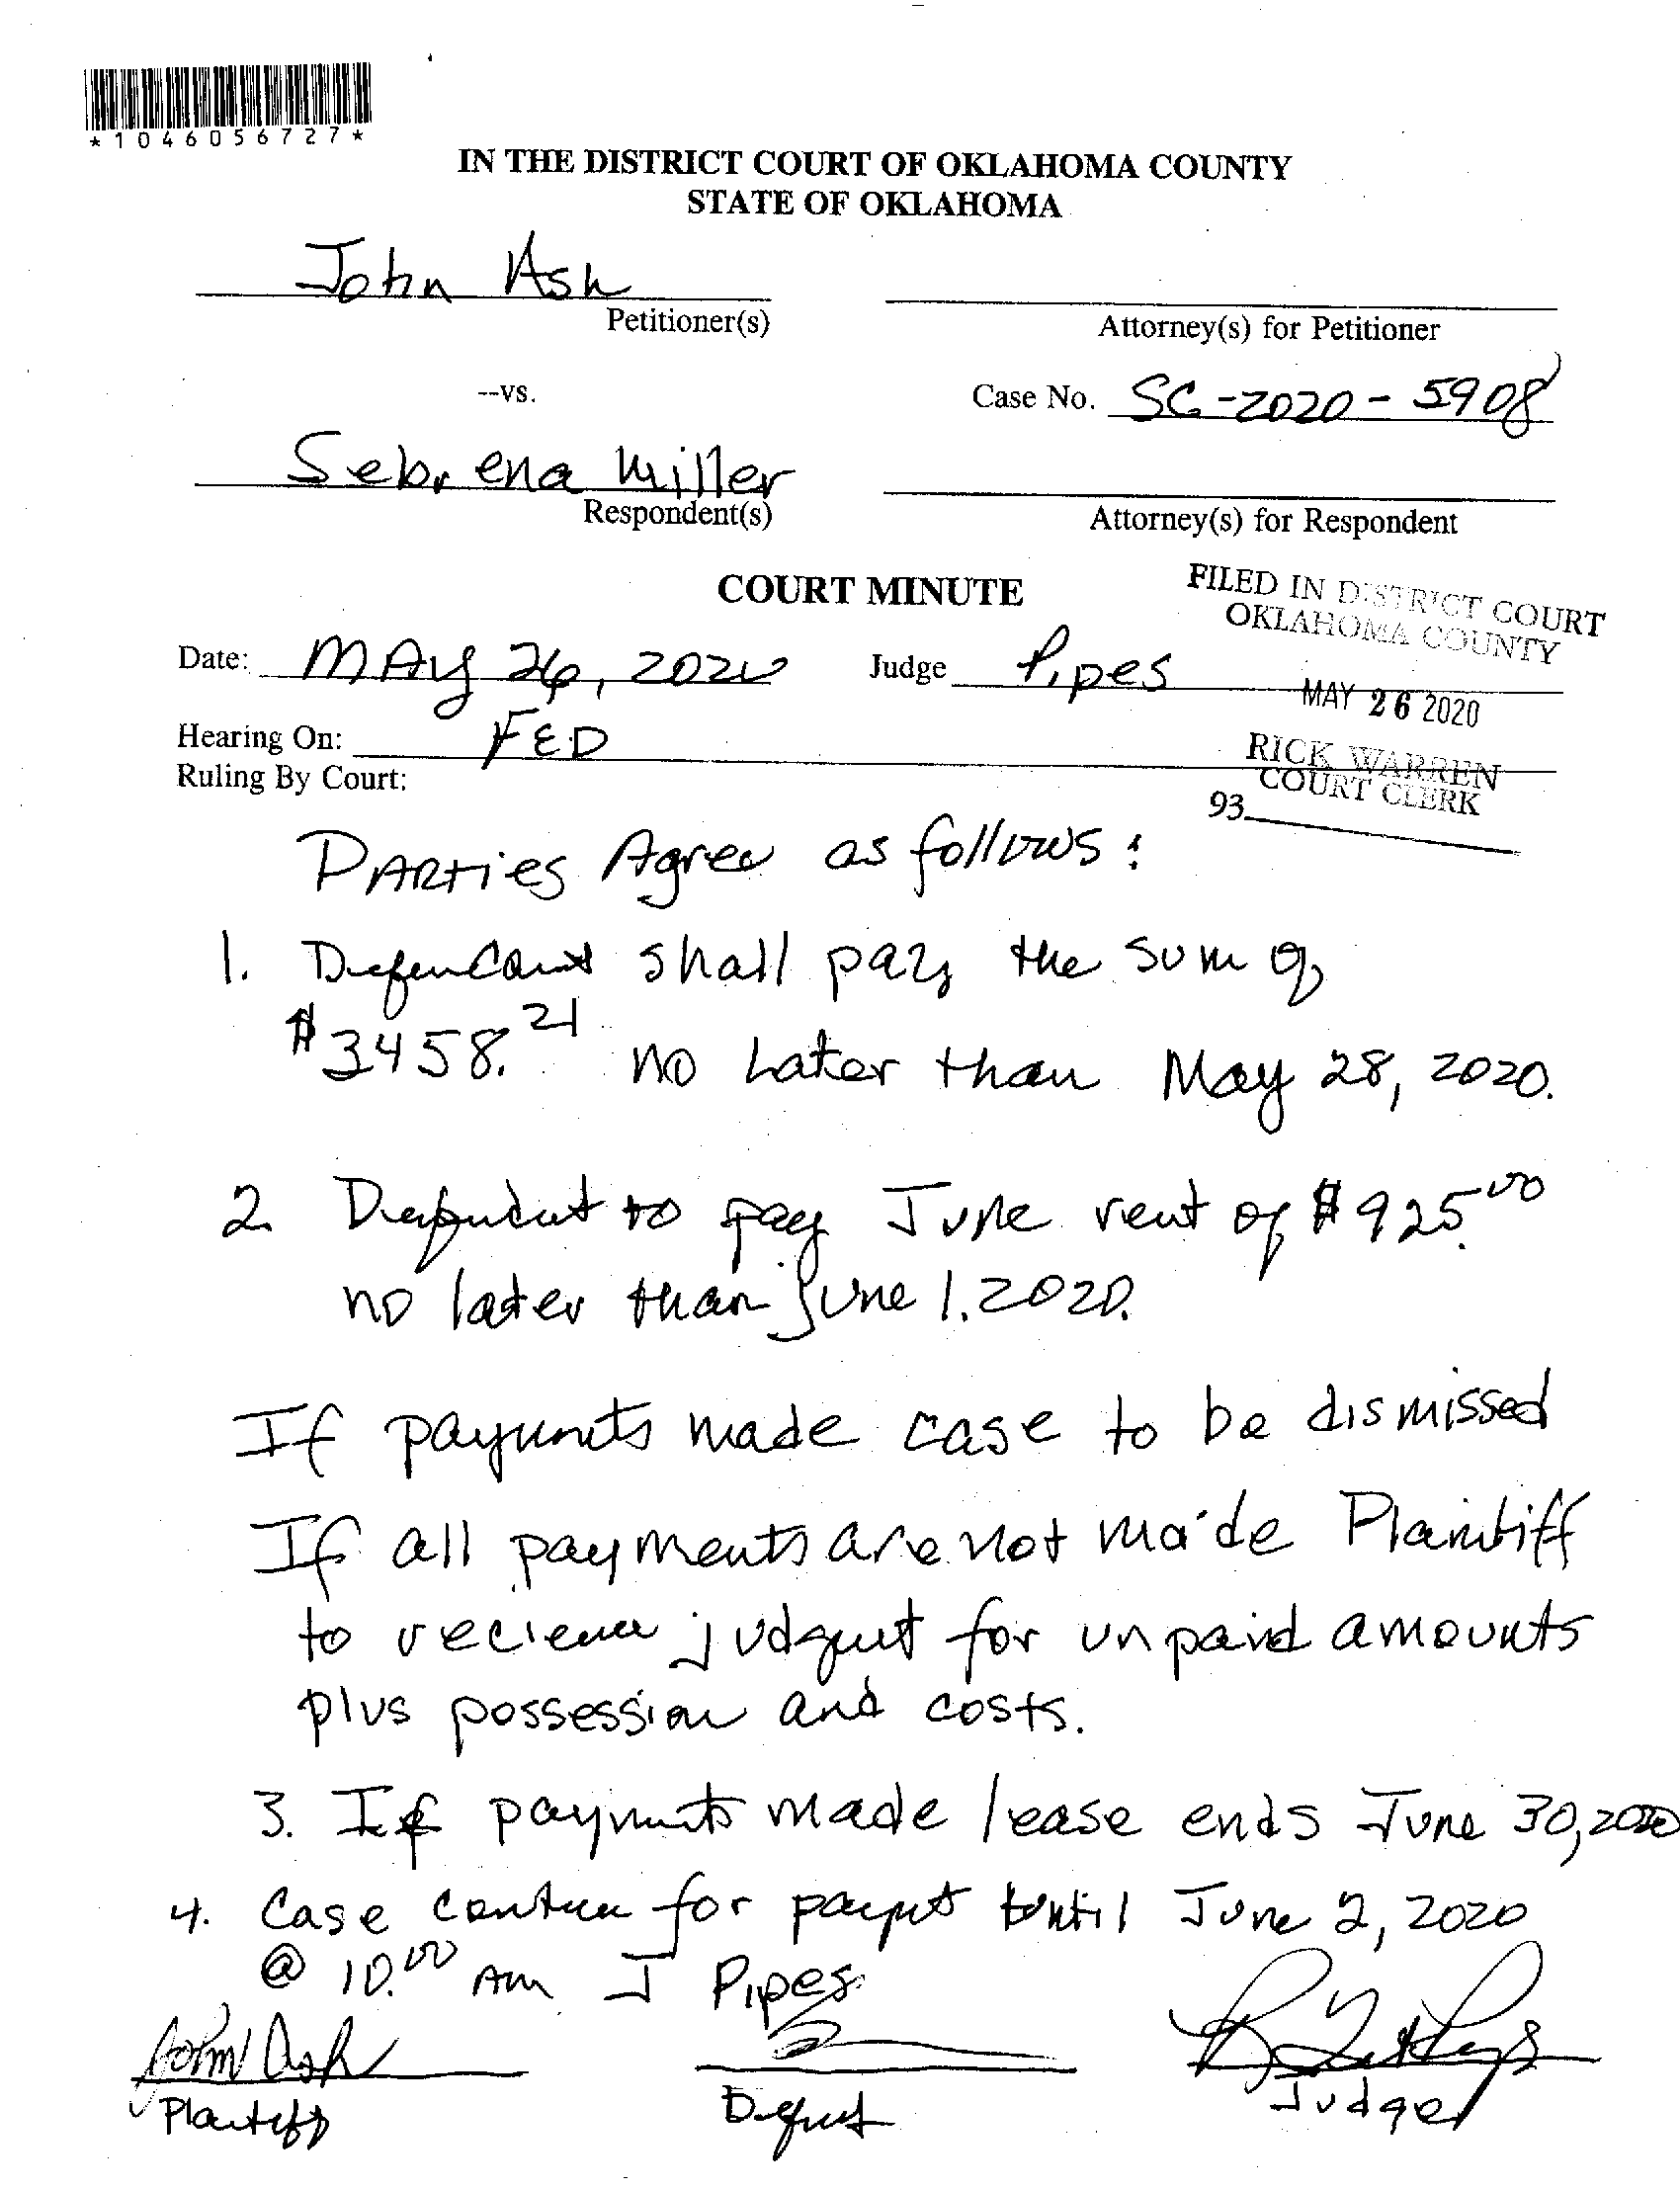 *1046056727*
IN THE DISTRICT COURT OF OKLAHOMA COUNTY
STATE OF OKLAHOMA
John Ash
Petitioner(s)
Attorney(s) for Petitioner
--vs.
Case No. SC-2020-5908
Sebrena Miller
Respondent(s)
Attorney(s) for Respondent
COURT MINUTE
FILED IN DISTRICT COURT
OKLAHOMA COUNTY
Date: MAy 26, 2020 Judge Pipes
MAY 26 2020
Hearing On: FED
RICK WARREN
COURT CLERK
Ruling By Court:
93
PARTies Agree as follows:
1. Defendant shall pay the sum of
$3458.21 no Later than May 28, 2020.
2. Defendant to pay June rent of $925.00
no later than June 1, 2020.
If payments made case to be dismissed
If all payments are not made Plaintiff
to recieve judgment for unpaid amounts
plus possession and costs.
3. If payments made lease ends June 30, 2020
4. Case continue for paymt until June 2, 2020
@ 10.00 Am J Pipes
John Ash
Plaintiff
Defendant
Judge